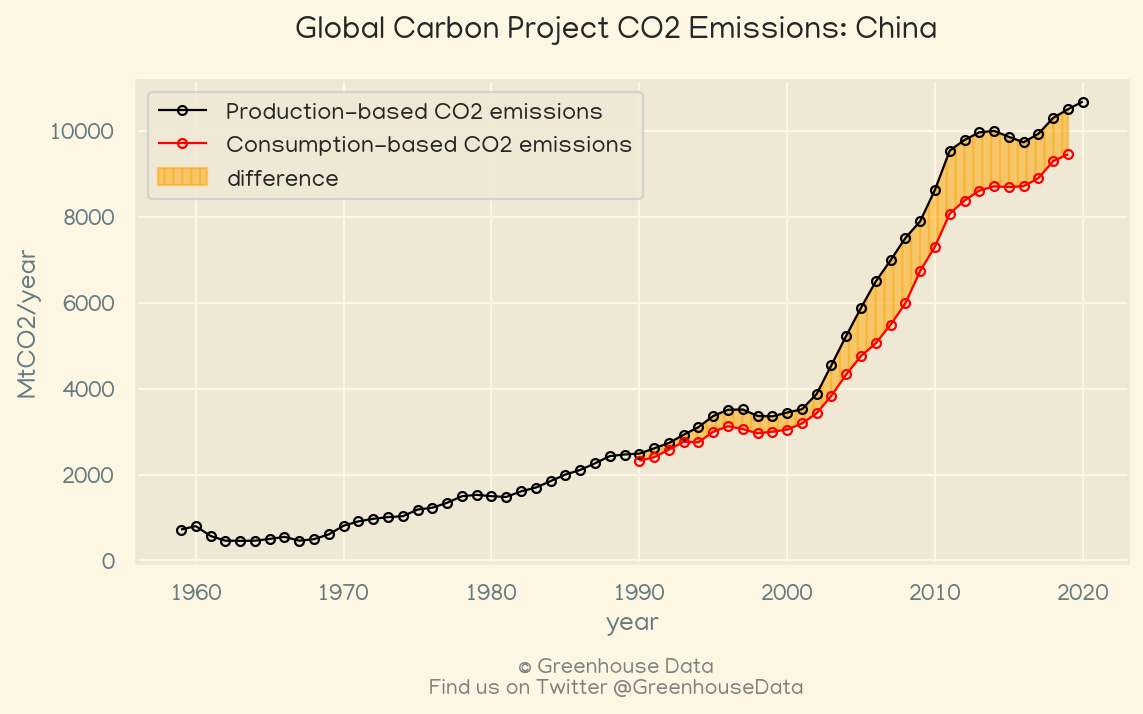 Global Carbon Project CO2 Emissions: China
Production-based CO2 emissions
Consumption-based CO2 emissions
difference
MtCO2/year
10000
8000
6000
4000
2000
0
1960 1970 1980 1990 2000 2010 2020
year
© Greenhouse Data
Find us on Twitter @GreenhouseData